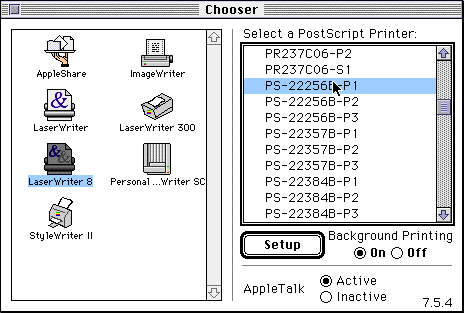 Chooser
Select a PostScript Printer:
AppleShare
ImageWriter
LaserWriter
LaserWriter 300
LaserWriter 8
Personal ...Writer SC
StyleWriter II
PR237C06-P2
PR237C06-S1
PS-22256B-P1
PS-22256B-P2
PS-22256B-P3
PS-22357B-P1
PS-22357B-P2
PS-22357B-P3
PS-22384B-P1
PS-22384B-P2
PS-22384B-P3
Setup
Background Printing
On Off
AppleTalk
Active
Inactive
7.5.4